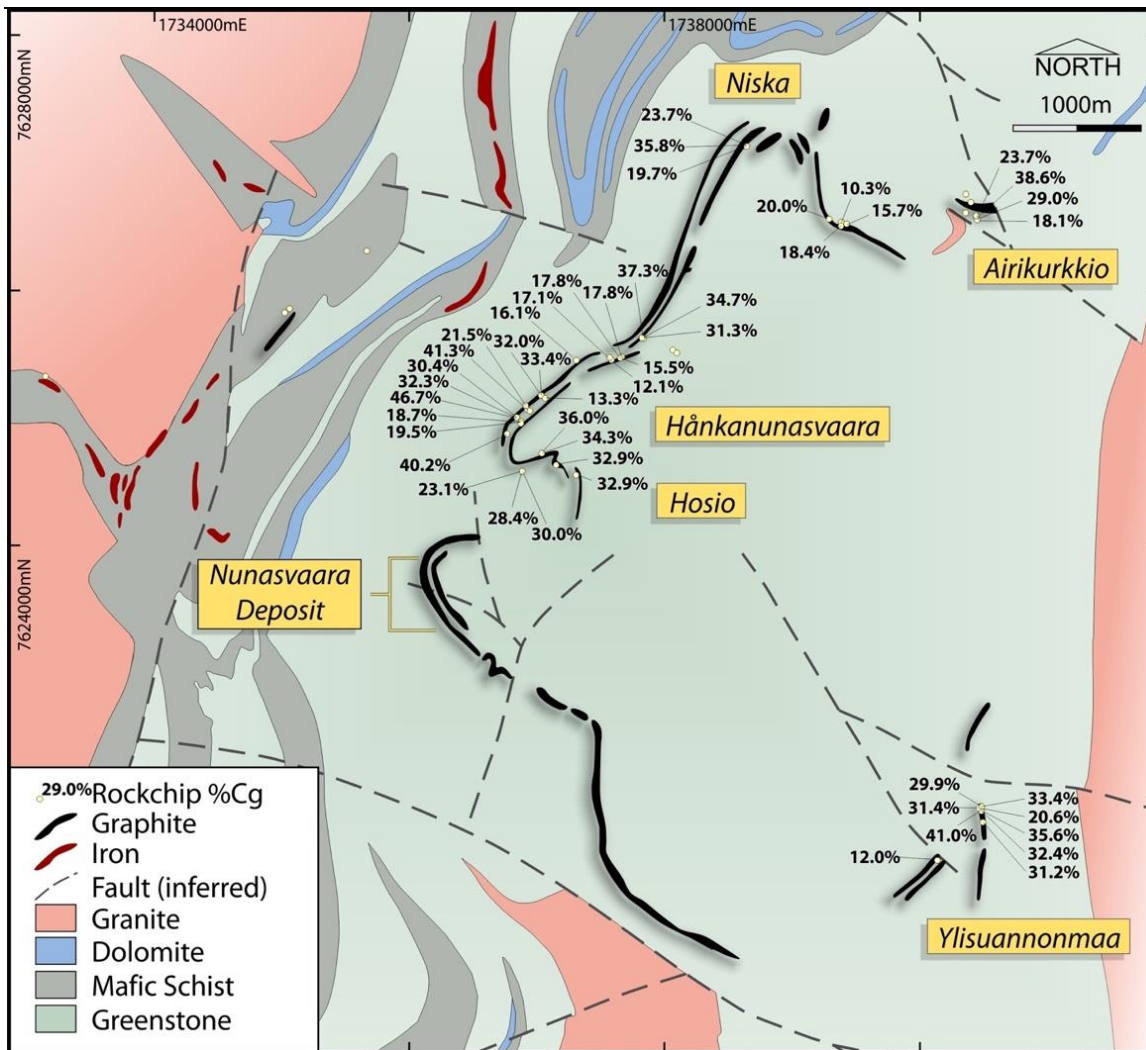 1734000mE
1738000mE
7628000mN
7624000mN
NORTH
1000m
Niska
23.7%
35.8%
19.7%
20.0%
10.3%
15.7%
18.4%
23.7%
38.6%
29.0%
18.1%
Airikurkkio
37.3%
17.8%
17.8%
17.1%
16.1%
34.7%
31.3%
21.5%
32.0%
41.3%
33.4%
30.4%
32.3%
46.7%
18.7%
19.5%
15.5%
12.1%
13.3%
36.0%
34.3%
32.9%
32.9%
40.2%
23.1%
28.4%
30.0%
Hånkanunasvaara
Hosio
Nunasvaara
Deposit
29.9%
31.4%
41.0%
12.0%
33.4%
20.6%
35.6%
32.4%
31.2%
Ylisuannonmaa
29.0% Rockchip %Cg
Graphite
Iron
Fault (inferred)
Granite
Dolomite
Mafic Schist
Greenstone